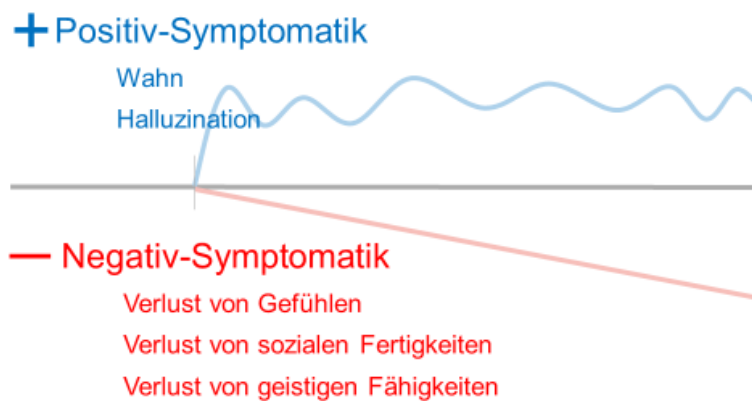 + Positiv-Symptomatik
Wahn
Halluzination
— Negativ-Symptomatik
Verlust von Gefühlen
Verlust von sozialen Fertigkeiten
Verlust von geistigen Fähigkeiten